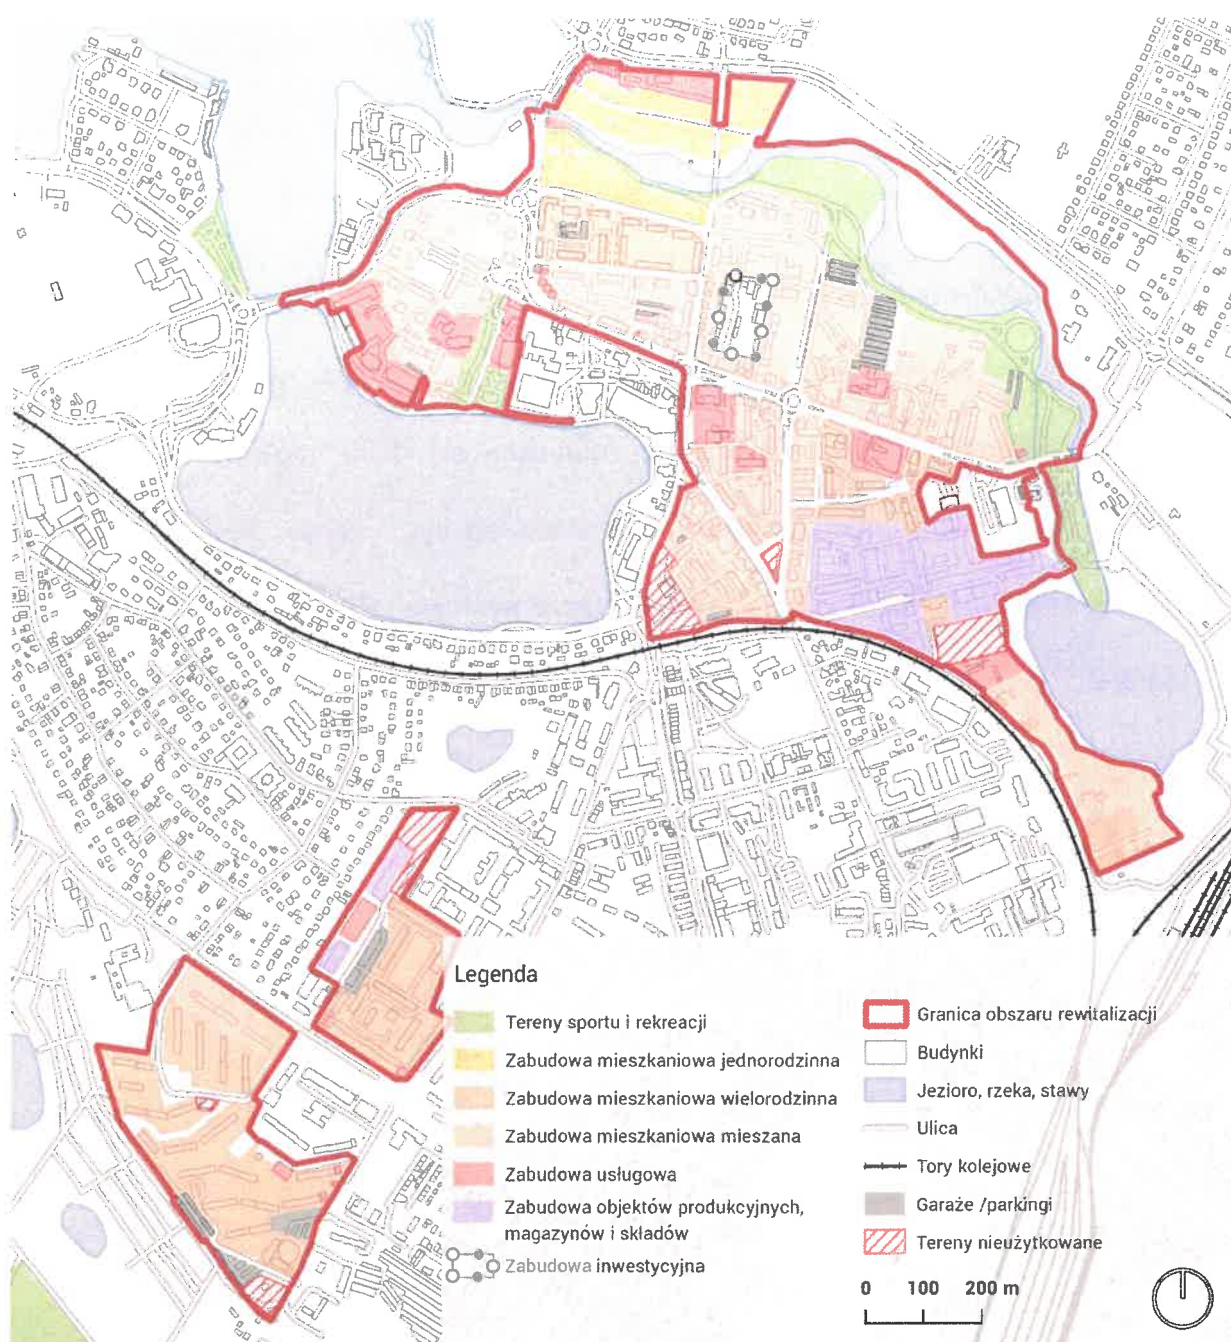 Legenda
Tereny sportu i rekreacji
Zabudowa mieszkaniowa jednorodzinna
Zabudowa mieszkaniowa wielorodzinna
Zabudowa mieszkaniowa mieszana
Zabudowa usługowa
Zabudowa objektów produkcyjnych,
magazynów i składów
Zabudowa inwestycyjna
Granica obszaru rewitalizacji
Budynki
Jezioro, rzeka, stawy
Ulica
Tory kolejowe
Garaże /parkingi
Tereny nieużytkowane
0 100 200 m